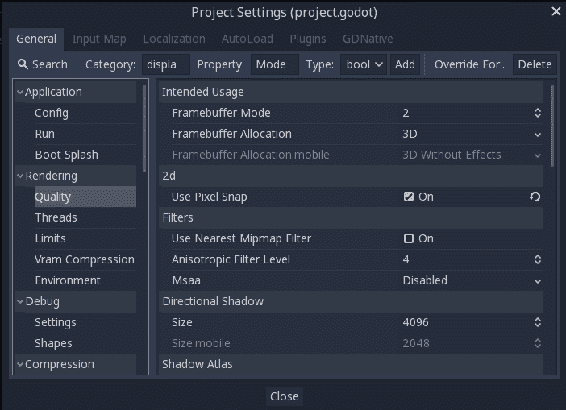 Project Settings (project.godot)
General Input Map Localization AutoLoad Plugins GDNative
Search Category: displa Property Mode Type: bool Add Override For.. Delete
Application
Config
Run
Boot Splash
Rendering
Quality
Threads
Limits
Vram Compression
Environment
Debug
Settings
Shapes
Compression
Intended Usage
Framebuffer Mode 2
Framebuffer Allocation 3D
Framebuffer Allocation.mobile 3D Without Effects
2d
Use Pixel Snap On
Filters
Use Nearest Mipmap Filter On
Anisotropic Filter Level 4
Msaa Disabled
Directional Shadow
Size 4096
Size.mobile 2048
Shadow Atlas
Close